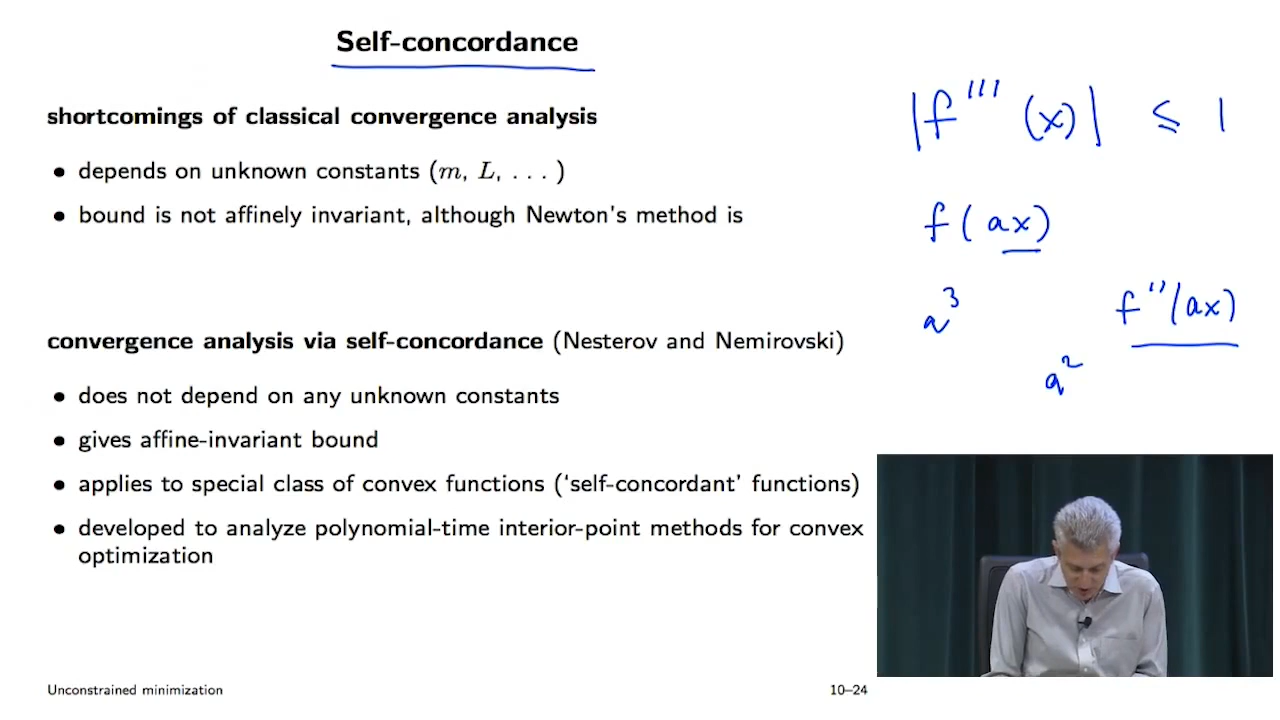 Self-concordance
shortcomings of classical convergence analysis
• depends on unknown constants (m, L, . . . )
• bound is not affinely invariant, although Newton's method is
convergence analysis via self-concordance (Nesterov and Nemirovski)
• does not depend on any unknown constants
• gives affine-invariant bound
• applies to special class of convex functions (‘self-concordant’ functions)
• developed to analyze polynomial-time interior-point methods for convex
optimization
Unconstrained minimization
10–24
|f'''(x)| ≤ 1
f(ax)
a³
f''(ax)
a²